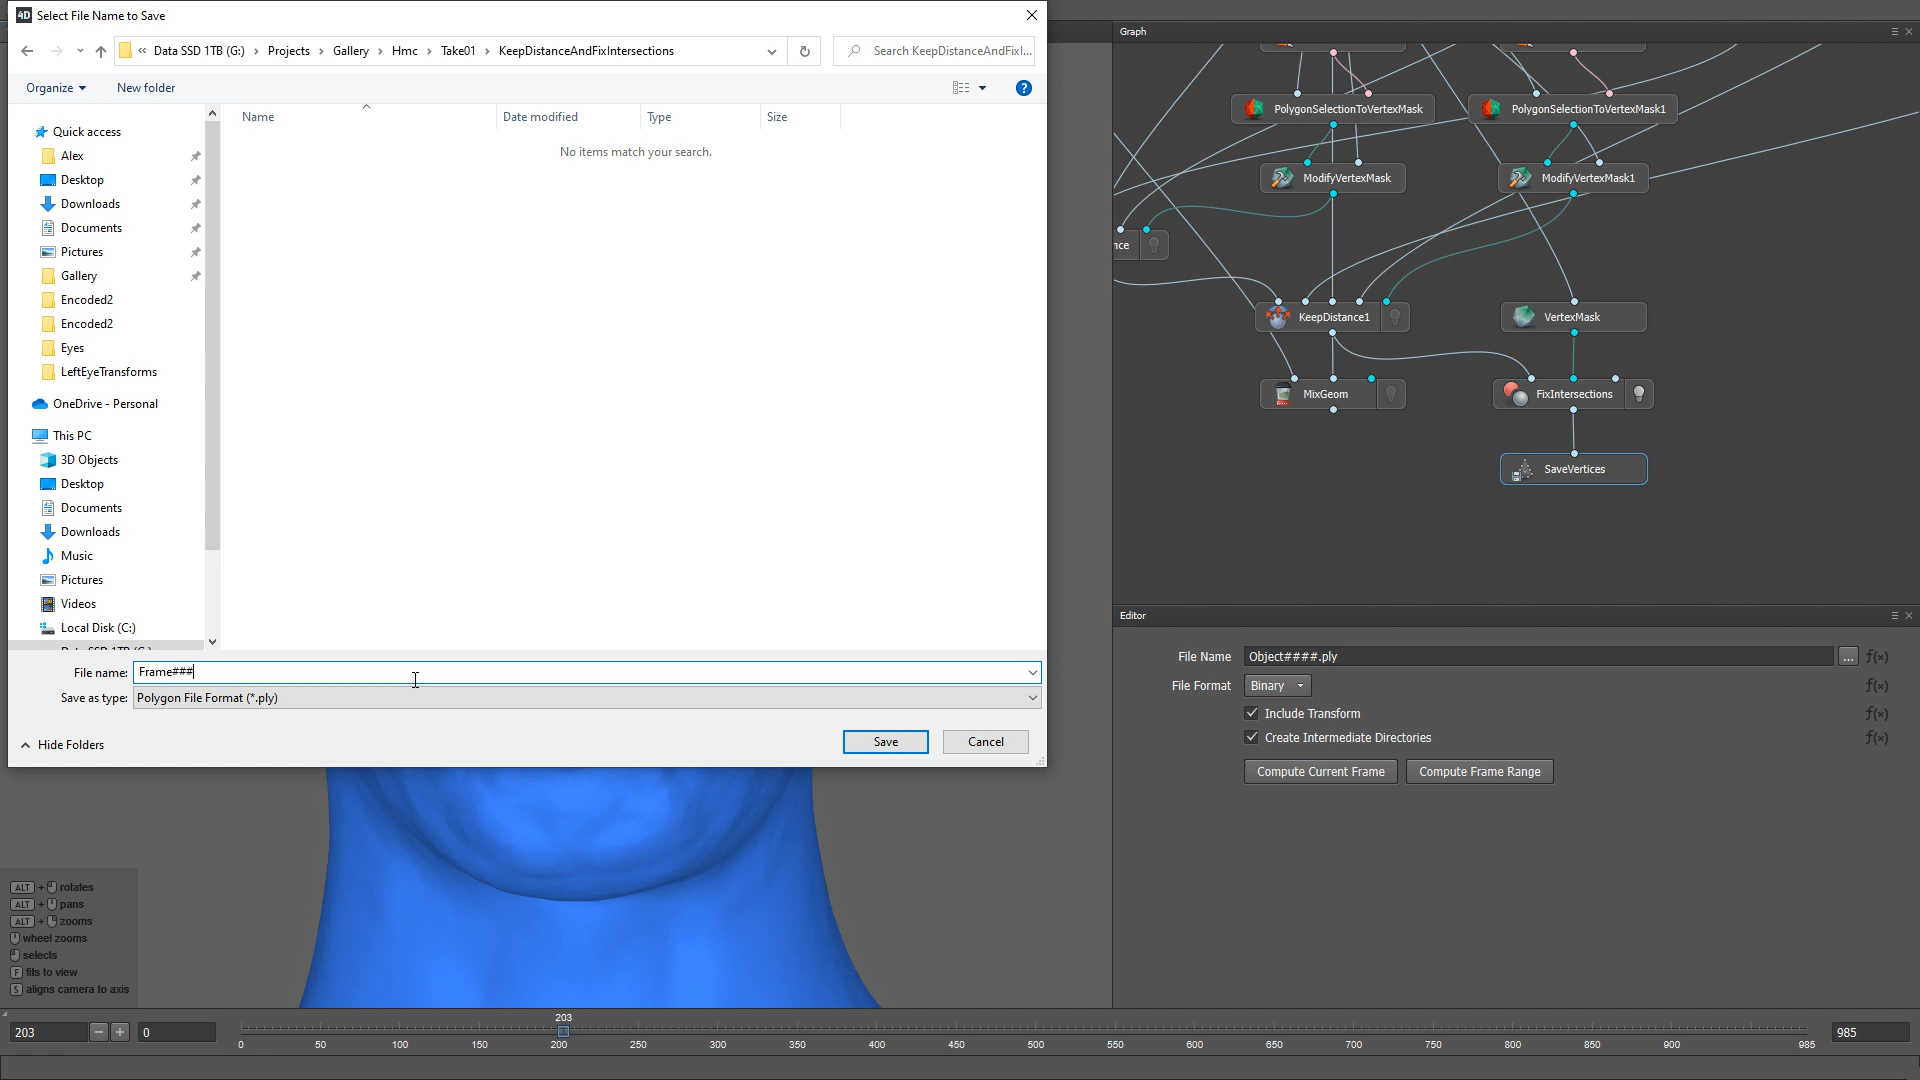 Select File Name to Save
« Data SSD 1TB (G:) › Projects › Gallery › Hmc › Take01 › KeepDistanceAndFixIntersections
Search KeepDistanceAndFixI...
Organize
New folder
Name
Date modified
Type
Size
No items match your search.
Quick access
Alex
Desktop
Downloads
Documents
Pictures
Gallery
Encoded2
Encoded2
Eyes
LeftEyeTransforms
OneDrive - Personal
This PC
3D Objects
Desktop
Documents
Downloads
Music
Pictures
Videos
Local Disk (C:)
File name: Frame###
Save as type: Polygon File Format (*.ply)
Hide Folders
Save
Cancel
Graph
PolygonSelectionToVertexMask
PolygonSelectionToVertexMask1
ModifyVertexMask
ModifyVertexMask1
nce
KeepDistance1
VertexMask
MixGeom
FixIntersections
SaveVertices
Editor
File Name Object####.ply ... f(x)
File Format Binary f(x)
Include Transform f(x)
Create Intermediate Directories f(x)
Compute Current Frame
Compute Frame Range
ALT + rotates
ALT + pans
ALT + zooms
wheel zooms
selects
F fits to view
S aligns camera to axis
203
203 − + 0
985
0 50 100 150 200 250 300 350 400 450 500 550 600 650 700 750 800 850 900 985